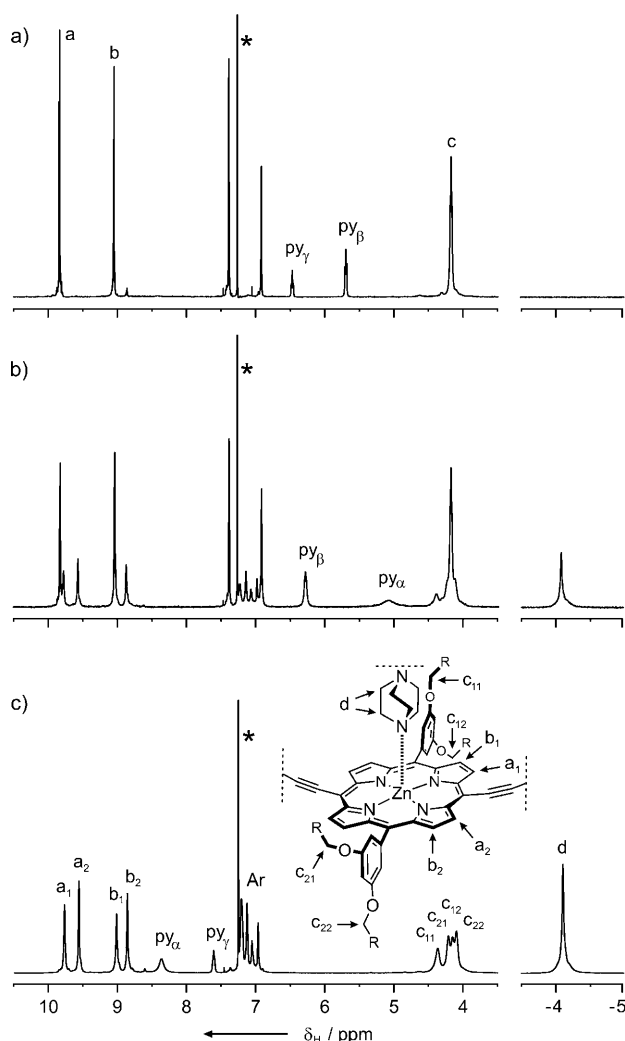 a)
a
b
*
c
pyγ
pyβ
b)
*
pyβ
pyα
c)
*
N
R
c₁₁
d
O
c₁₂
N
O
R
b₁
a₁
N
N
Zn
N
N
R
b₂
a₂
O
c₂₁
O
c₂₂
R
a₁
a₂
b₁
b₂
pyα
pyγ
Ar
c₁₁
c₂₁
c₁₂
c₂₂
d
10 9 8 7 6 5 4 -4 -5
δH / ppm